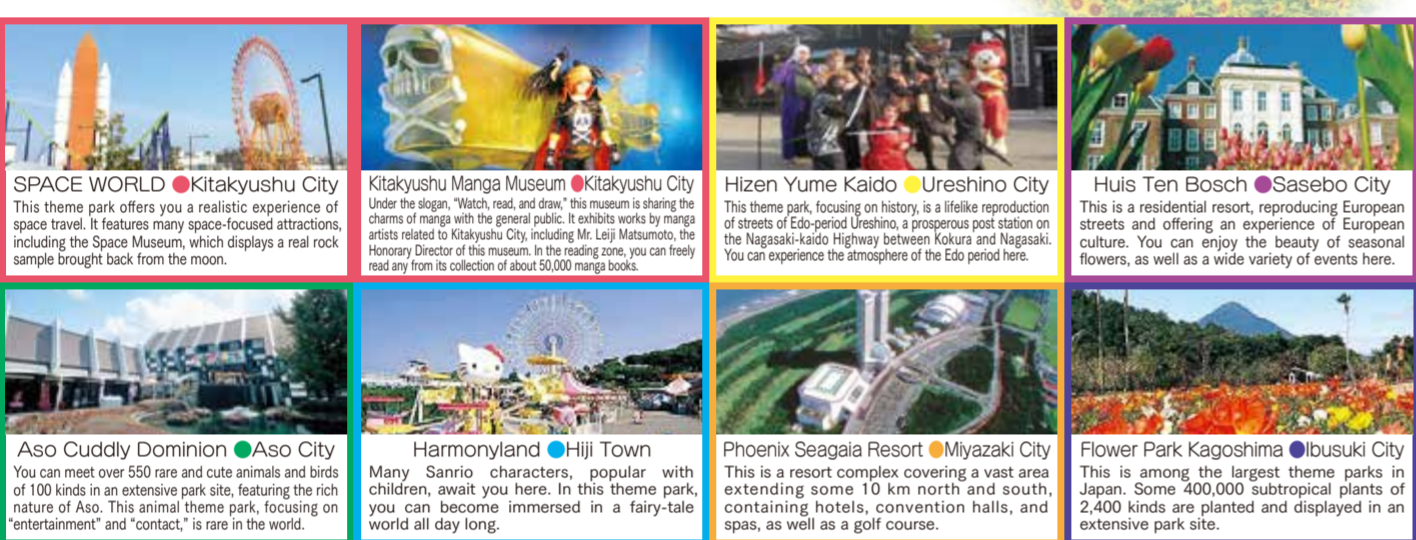 SPACE WORLD ●Kitakyushu City
This theme park offers you a realistic experience of
space travel. It features many space-focused attractions,
including the Space Museum, which displays a real rock
sample brought back from the moon.
Kitakyushu Manga Museum ●Kitakyushu City
Under the slogan, “Watch, read, and draw,” this museum is sharing the
charms of manga with the general public. It exhibits works by manga
artists related to Kitakyushu City, including Mr. Leiji Matsumoto, the
Honorary Director of this museum. In the reading zone, you can freely
read any from its collection of about 50,000 manga books.
Hizen Yume Kaido ●Ureshino City
This theme park, focusing on history, is a lifelike reproduction
of streets of Edo-period Ureshino, a prosperous post station on
the Nagasaki-kaido Highway between Kokura and Nagasaki.
You can experience the atmosphere of the Edo period here.
Huis Ten Bosch ●Sasebo City
This is a residential resort, reproducing European
streets and offering an experience of European
culture. You can enjoy the beauty of seasonal
flowers, as well as a wide variety of events here.
Aso Cuddly Dominion ●Aso City
You can meet over 550 rare and cute animals and birds
of 100 kinds in an extensive park site, featuring the rich
nature of Aso. This animal theme park, focusing on
“entertainment” and “contact,” is rare in the world.
Harmonyland ●Hiji Town
Many Sanrio characters, popular with
children, await you here. In this theme park,
you can become immersed in a fairy-tale
world all day long.
Phoenix Seagaia Resort ●Miyazaki City
This is a resort complex covering a vast area
extending some 10 km north and south,
containing hotels, convention halls, and
spas, as well as a golf course.
Flower Park Kagoshima ●Ibusuki City
This is among the largest theme parks in
Japan. Some 400,000 subtropical plants of
2,400 kinds are planted and displayed in an
extensive park site.